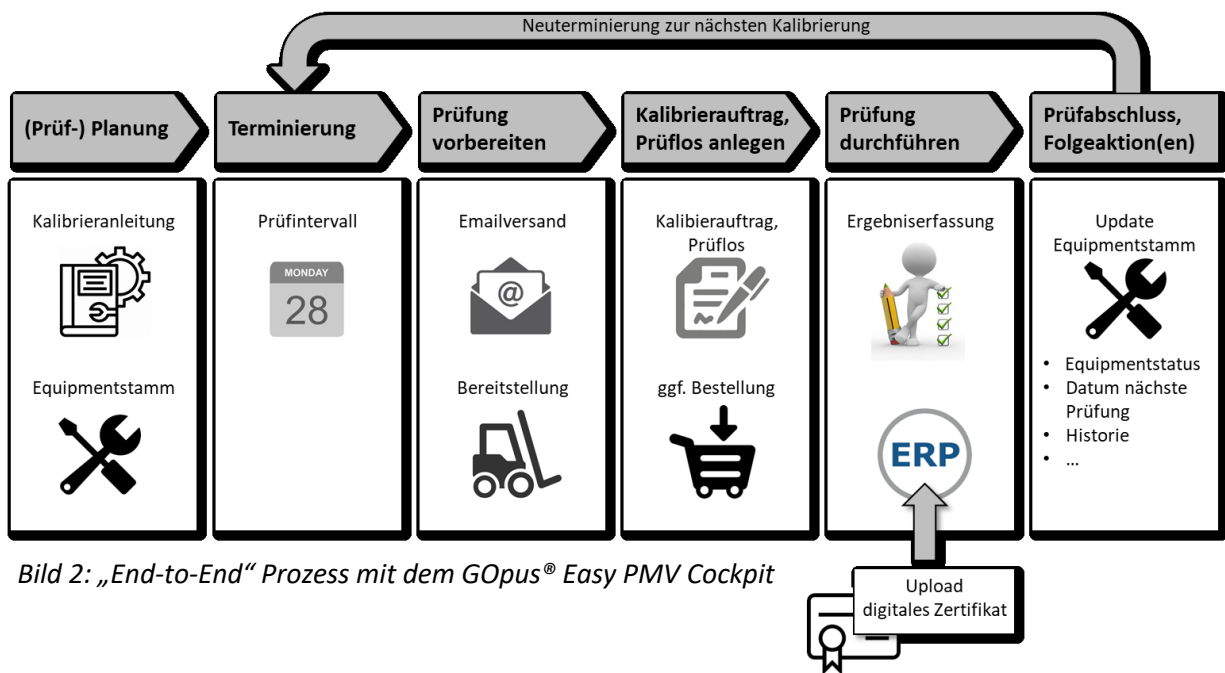 Neuterminierung zur nächsten Kalibrierung
(Prüf-) Planung
Terminierung
Prüfung
vorbereiten
Kalibrierauftrag,
Prüflos anlegen
Prüfung
durchführen
Prüfabschluss,
Folgeaktion(en)
Kalibrieranleitung
Equipmentstamm
Prüfintervall
MONDAY
28
Emailversand
@
Bereitstellung
Kalibierauftrag,
Prüflos
ggf. Bestellung
Ergebniserfassung
ERP
Update
Equipmentstamm
• Equipmentstatus
• Datum nächste
Prüfung
• Historie
• ...
Upload
digitales Zertifikat
Bild 2: „End-to-End“ Prozess mit dem GOpus® Easy PMV Cockpit